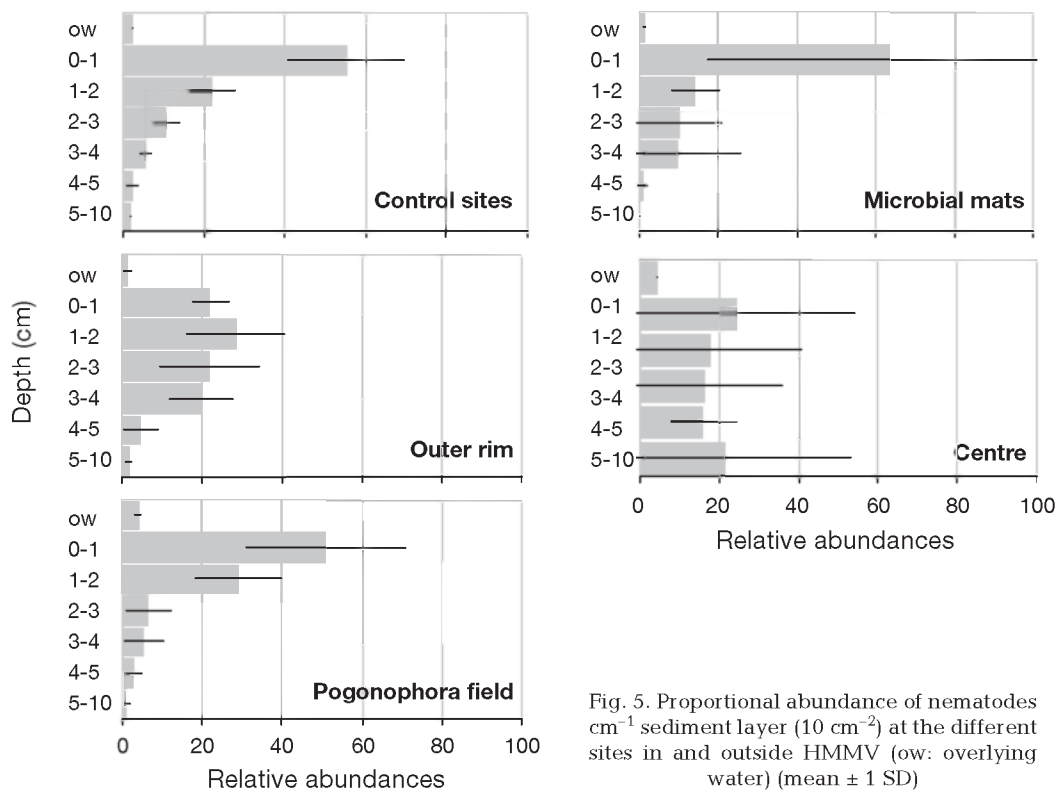 Depth (cm)
ow
0-1
1-2
2-3
3-4
4-5
5-10
Control sites
ow
0-1
1-2
2-3
3-4
4-5
5-10
Microbial mats
ow
0-1
1-2
2-3
3-4
4-5
5-10
Outer rim
ow
0-1
1-2
2-3
3-4
4-5
5-10
Centre
0 20 40 60 80 100
Relative abundances
ow
0-1
1-2
2-3
3-4
4-5
5-10
Pogonophora field
0 20 40 60 80 100
Relative abundances
Fig. 5. Proportional abundance of nematodes
cm⁻¹ sediment layer (10 cm⁻²) at the different
sites in and outside HMMV (ow: overlying
water) (mean ± 1 SD)